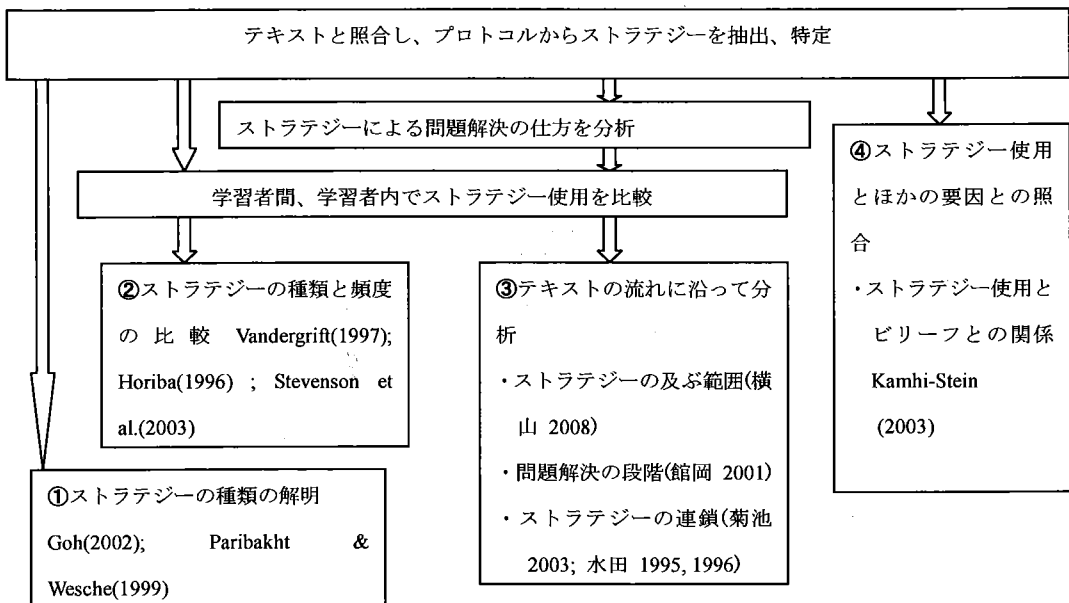 テキストと照合し、プロトコルからストラテジーを抽出、特定
ストラテジーによる問題解決の仕方を分析
学習者間、学習者内でストラテジー使用を比較
①ストラテジーの種類の解明
Goh(2002); Paribakht &
Wesche(1999)
②ストラテジーの種類と頻度
の比較 Vandergrift(1997);
Horiba(1996) ; Stevenson et
al.(2003)
③テキストの流れに沿って分
析
・ストラテジーの及ぶ範囲(横
山 2008)
・問題解決の段階(館岡 2001)
・ストラテジーの連鎖(菊池
2003; 水田 1995, 1996)
④ストラテジー使用
とほかの要因との照
合
・ストラテジー使用と
ビリーフとの関係
Kamhi-Stein
(2003)